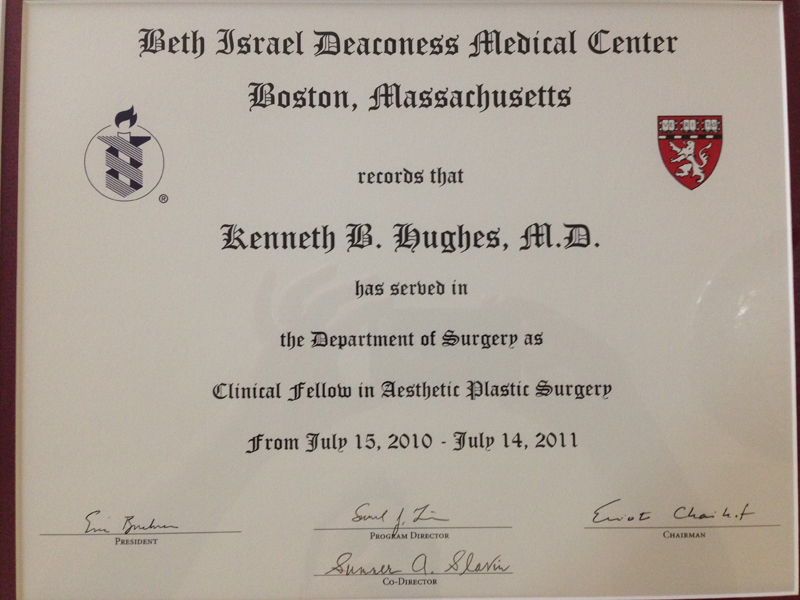 Beth Israel Deaconess Medical Center
Boston, Massachusetts
®
records that
Kenneth B. Hughes, M.D.
has served in
the Department of Surgery as
Clinical Fellow in Aesthetic Plastic Surgery
From July 15, 2010 - July 14, 2011
PRESIDENT
PROGRAM DIRECTOR
CHAIRMAN
Sumner A. Slavin
CO-DIRECTOR